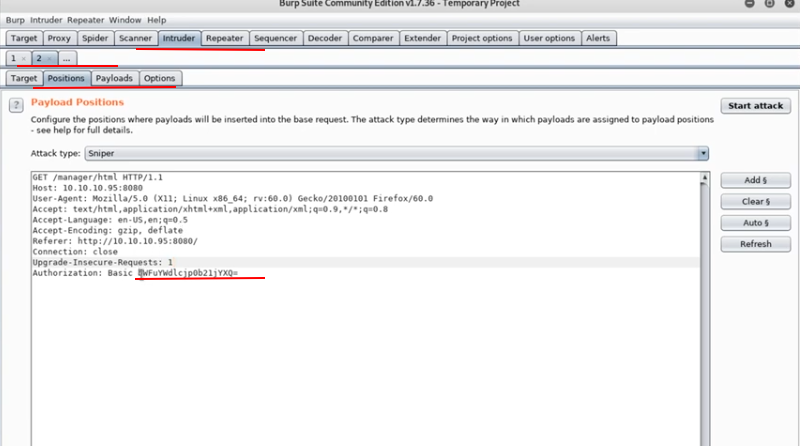 Burp Suite Community Edition v1.7.36 - Temporary Project
Burp Intruder Repeater Window Help
Target Proxy Spider Scanner Intruder Repeater Sequencer Decoder Comparer Extender Project options User options Alerts
1 × 2 × ...
Target Positions Payloads Options
? Payload Positions
Start attack
Configure the positions where payloads will be inserted into the base request. The attack type determines the way in which payloads are assigned to payload positions
- see help for full details.
Attack type: Sniper
GET /manager/html HTTP/1.1
Host: 10.10.10.95:8080
User-Agent: Mozilla/5.0 (X11; Linux x86_64; rv:60.0) Gecko/20100101 Firefox/60.0
Accept: text/html,application/xhtml+xml,application/xml;q=0.9,*/*;q=0.8
Accept-Language: en-US,en;q=0.5
Accept-Encoding: gzip, deflate
Referer: http://10.10.10.95:8080/
Connection: close
Upgrade-Insecure-Requests: 1
Authorization: Basic
Add §
Clear §
Auto §
Refresh